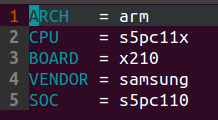 1 ARCH   = arm
2 CPU    = s5pc11x
3 BOARD  = x210
4 VENDOR = samsung
5 SOC    = s5pc110